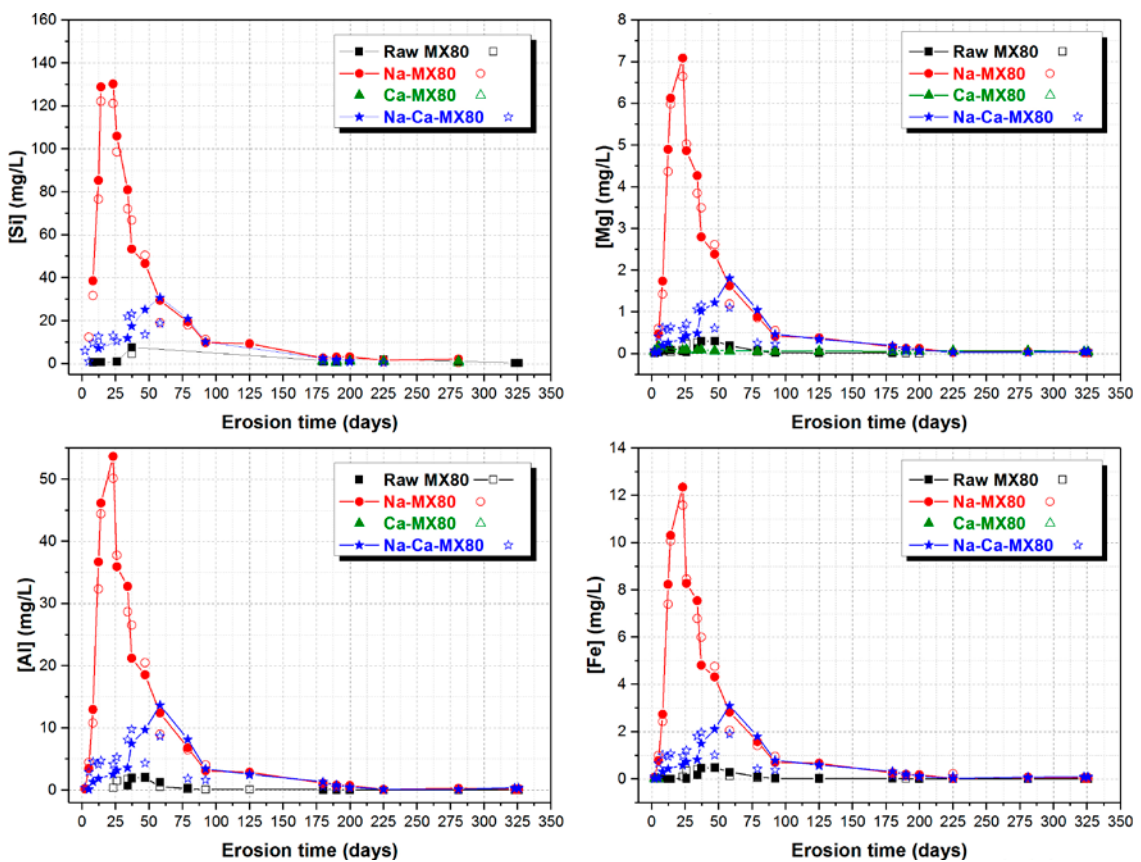 160
140
120
100
80
60
40
20
0
[Si] (mg/L)
Raw MX80
Na-MX80
Ca-MX80
Na-Ca-MX80
0 25 50 75 100 125 150 175 200 225 250 275 300 325 350
Erosion time (days)
8
7
6
5
4
3
2
1
0
[Mg] (mg/L)
Raw MX80
Na-MX80
Ca-MX80
Na-Ca-MX80
0 25 50 75 100 125 150 175 200 225 250 275 300 325 350
Erosion time (days)
50
40
30
20
10
0
[Al] (mg/L)
Raw MX80
Na-MX80
Ca-MX80
Na-Ca-MX80
0 25 50 75 100 125 150 175 200 225 250 275 300 325 350
Erosion time (days)
14
12
10
8
6
4
2
0
[Fe] (mg/L)
Raw MX80
Na-MX80
Ca-MX80
Na-Ca-MX80
0 25 50 75 100 125 150 175 200 225 250 275 300 325 350
Erosion time (days)